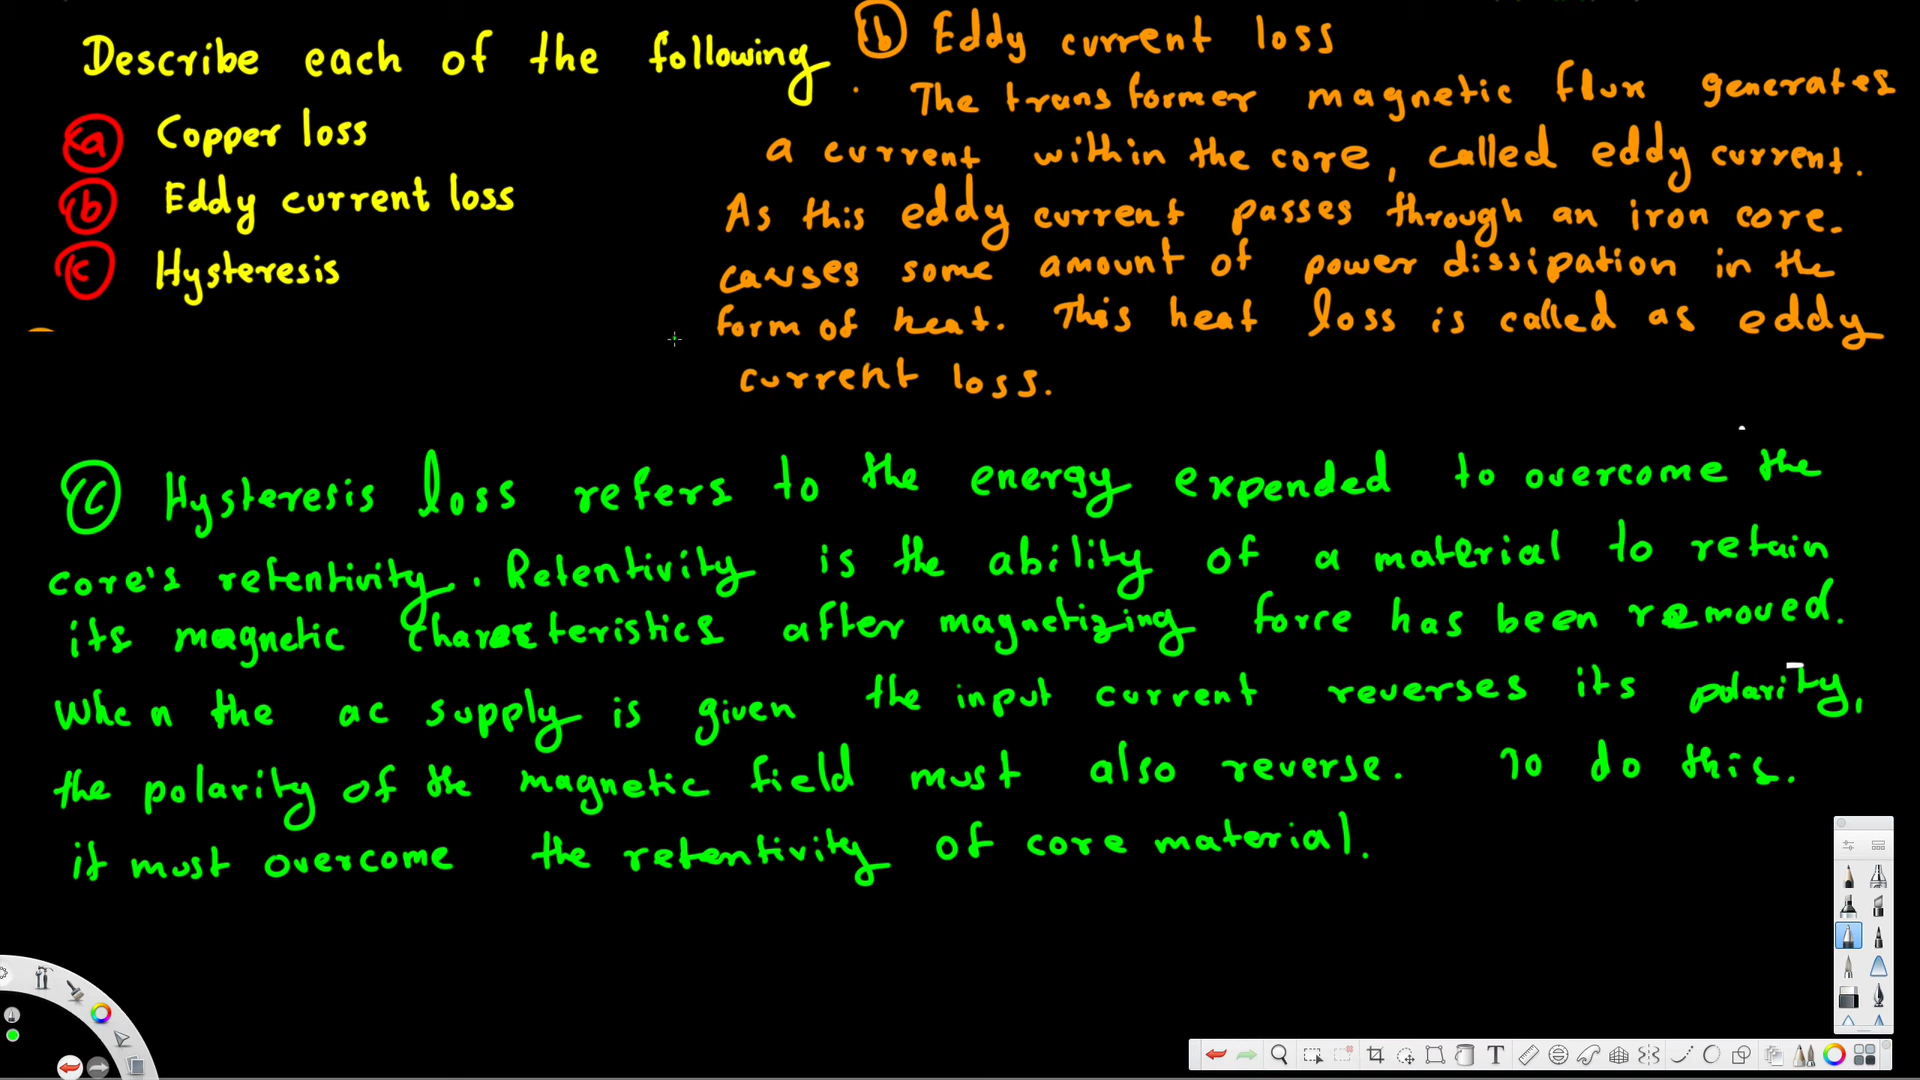 Describe each of the following
a Copper loss
b Eddy current loss
c Hysteresis
b Eddy current loss
The transformer magnetic flux generates
a current within the core, called eddy current.
As this eddy current passes through an iron core.
causes some amount of power dissipation in the
form of heat. This heat loss is called as eddy
current loss.
c Hysteresis loss refers to the energy expended to overcome the
core's retentivity. Retentivity is the ability of a material to retain
its magnetic charecteristics after magnetizing force has been removed.
When the ac supply is given the input current reverses its polarity,
the polarity of the magnetic field must also reverse. To do this.
it must overcome the retentivity of core material.